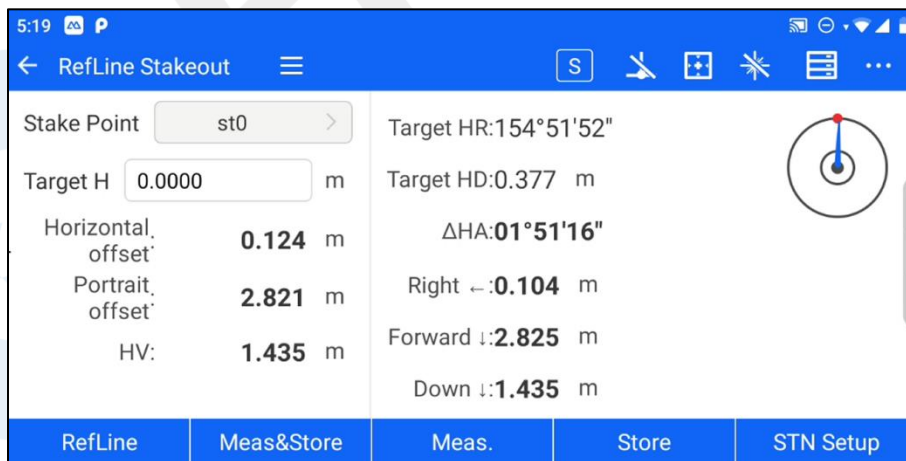 5:19
RefLine Stakeout
S
Stake Point st0 >
Target H 0.0000 m
Horizontal offset: 0.124 m
Portrait offset: 2.821 m
HV: 1.435 m
Target HR:154°51'52"
Target HD:0.377 m
ΔHA:01°51'16"
Right ←:0.104 m
Forward ↓:2.825 m
Down ↓:1.435 m
RefLine Meas&Store Meas. Store STN Setup